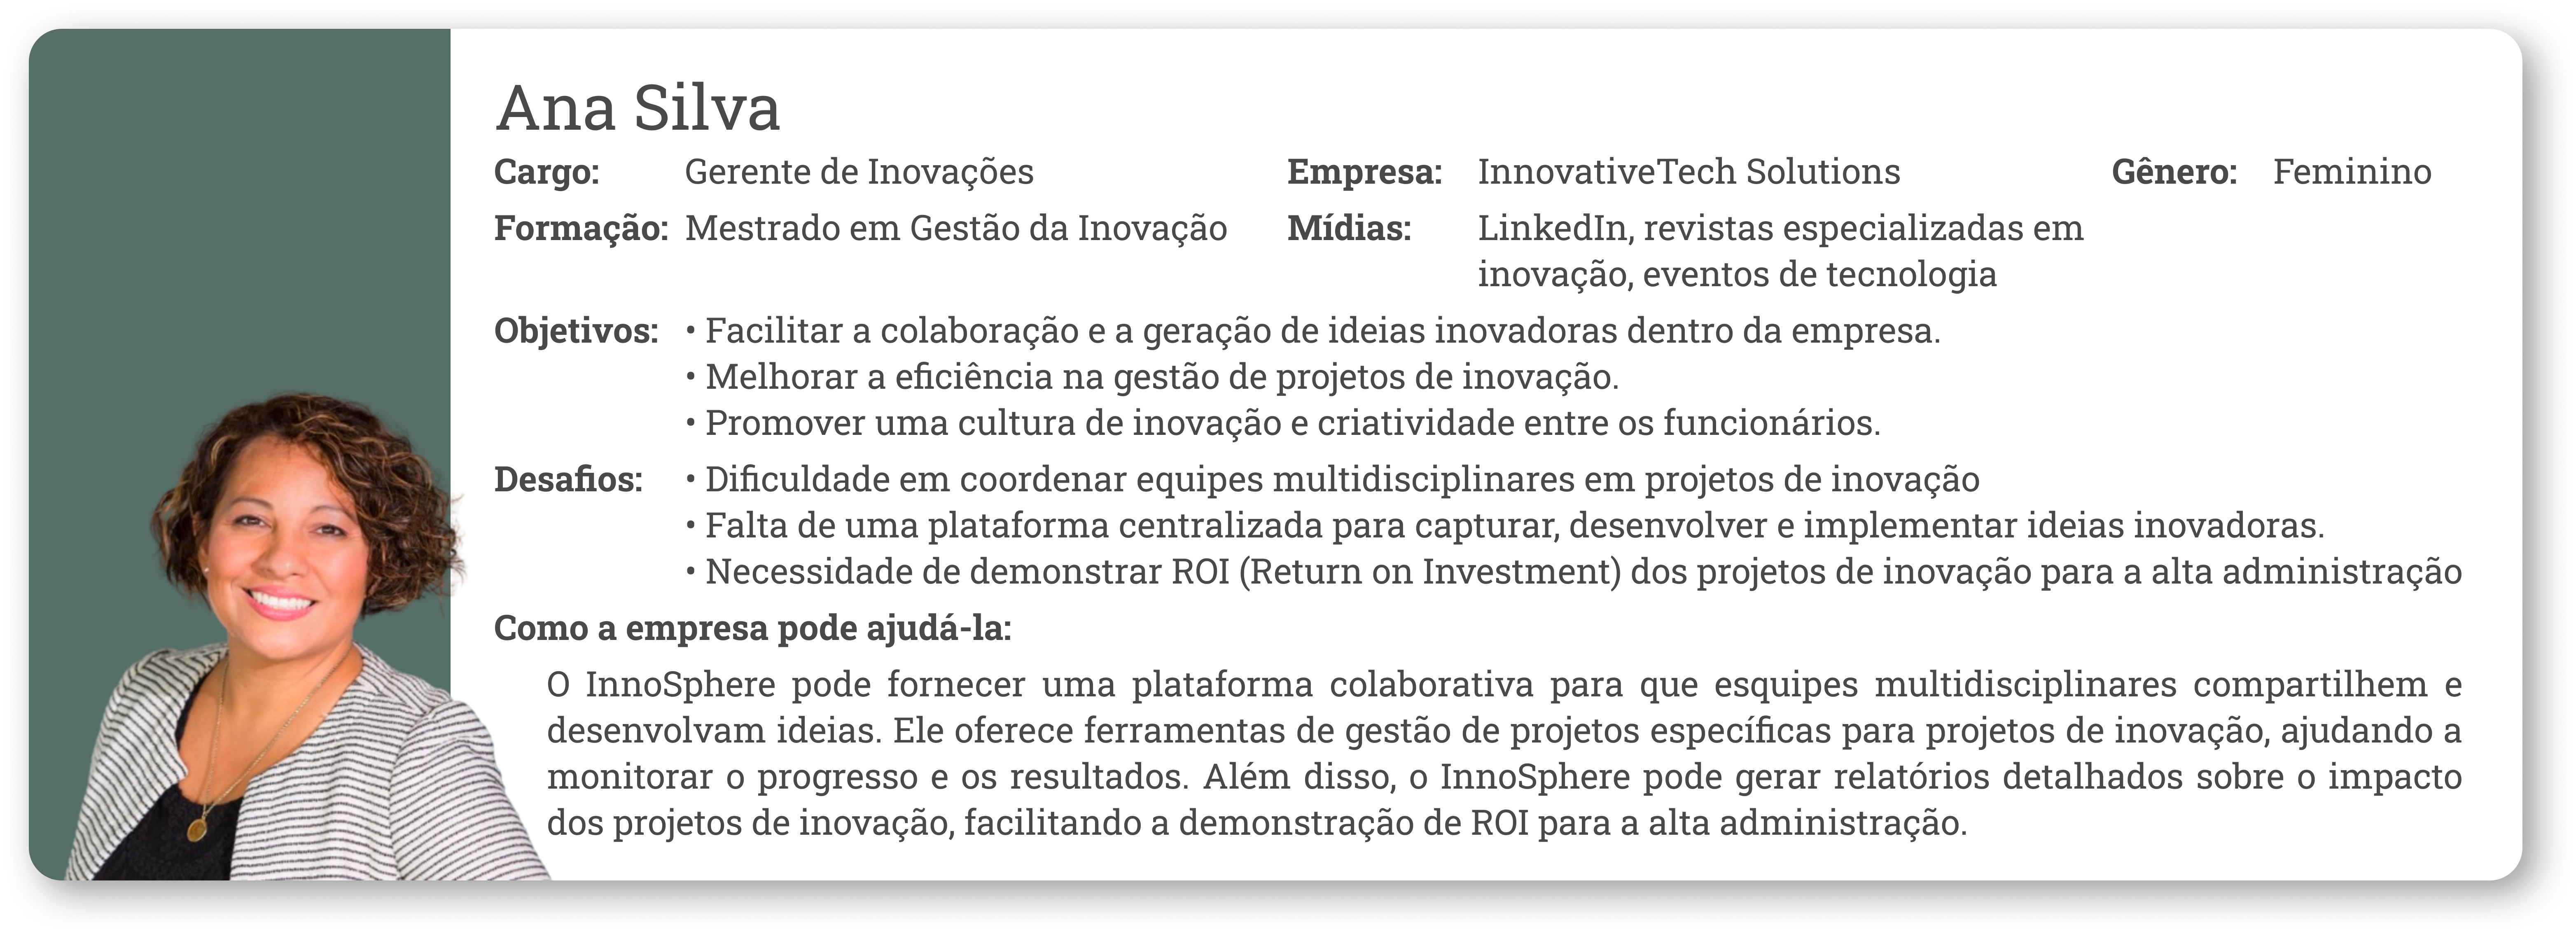 Ana Silva
Cargo: Gerente de Inovações Empresa: InnovativeTech Solutions Gênero: Feminino
Formação: Mestrado em Gestão da Inovação Mídias: LinkedIn, revistas especializadas em
inovação, eventos de tecnologia
Objetivos: • Facilitar a colaboração e a geração de ideias inovadoras dentro da empresa.
• Melhorar a eficiência na gestão de projetos de inovação.
• Promover uma cultura de inovação e criatividade entre os funcionários.
Desafios: • Dificuldade em coordenar equipes multidisciplinares em projetos de inovação
• Falta de uma plataforma centralizada para capturar, desenvolver e implementar ideias inovadoras.
• Necessidade de demonstrar ROI (Return on Investment) dos projetos de inovação para a alta administração
Como a empresa pode ajudá-la:
O InnoSphere pode fornecer uma plataforma colaborativa para que esquipes multidisciplinares compartilhem e
desenvolvam ideias. Ele oferece ferramentas de gestão de projetos específicas para projetos de inovação, ajudando a
monitorar o progresso e os resultados. Além disso, o InnoSphere pode gerar relatórios detalhados sobre o impacto
dos projetos de inovação, facilitando a demonstração de ROI para a alta administração.